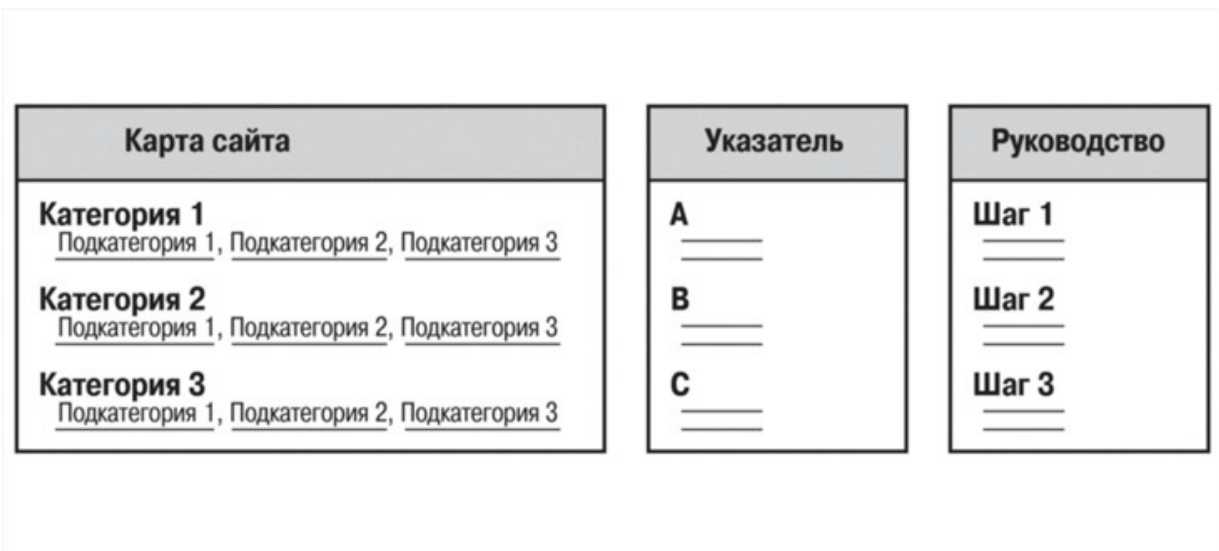 Карта сайта
Категория 1
Подкатегория 1, Подкатегория 2, Подкатегория 3
Категория 2
Подкатегория 1, Подкатегория 2, Подкатегория 3
Категория 3
Подкатегория 1, Подкатегория 2, Подкатегория 3
Указатель
A
B
C
Руководство
Шаг 1
Шаг 2
Шаг 3